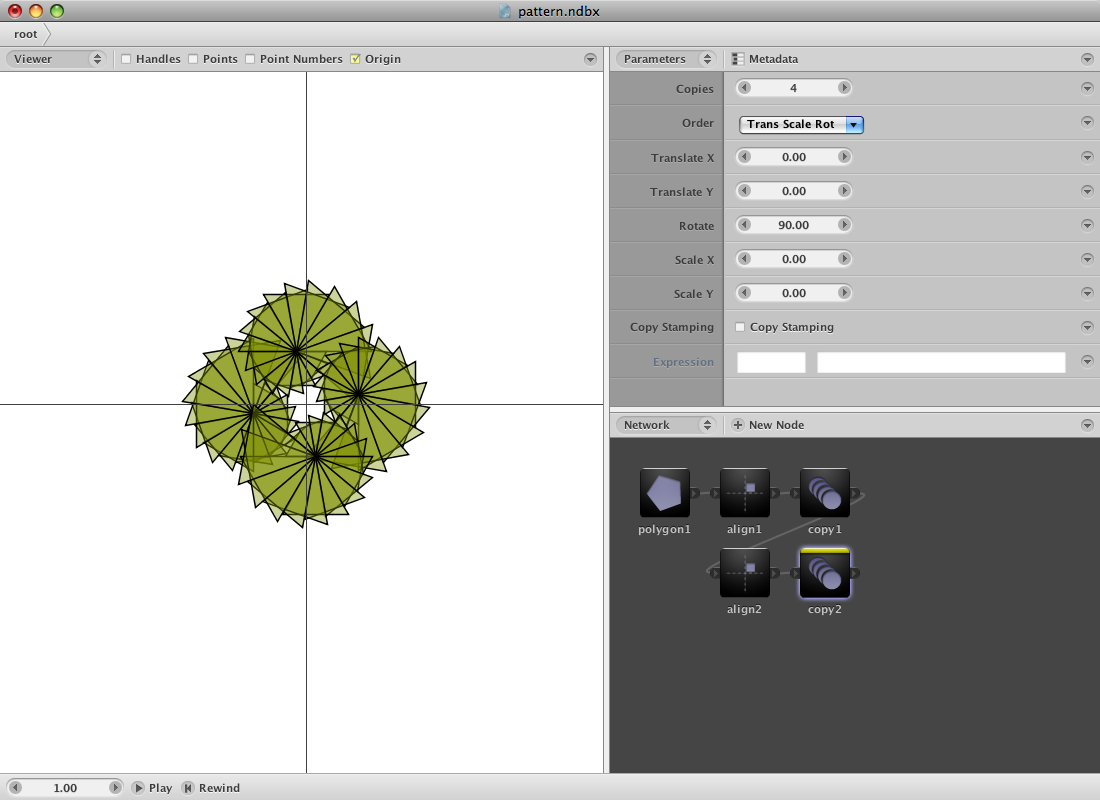 pattern.ndbx
root
Viewer Handles Points Point Numbers Origin
Parameters Metadata
Copies 4
Order Trans Scale Rot
Translate X 0.00
Translate Y 0.00
Rotate 90.00
Scale X 0.00
Scale Y 0.00
Copy Stamping Copy Stamping
Expression
Network New Node
polygon1 align1 copy1
align2 copy2
1.00 Play Rewind